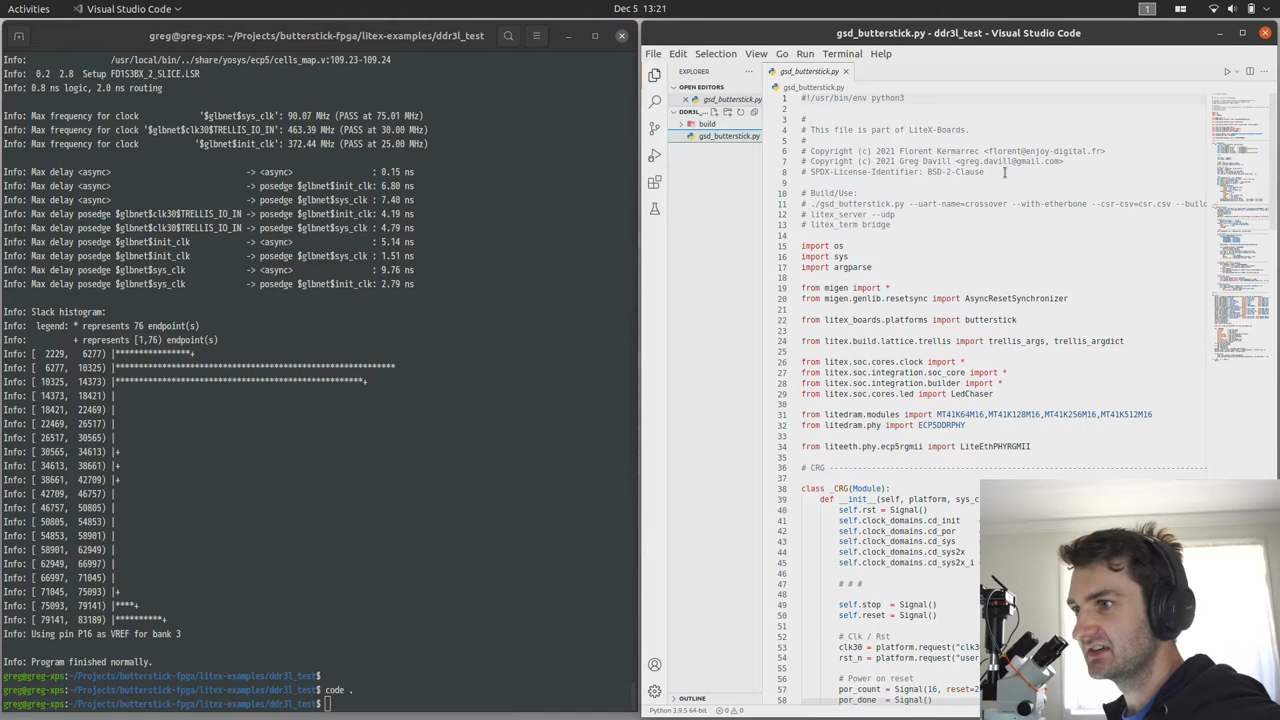 Activities
Visual Studio Code
Dec 5 13:21
1
greg@greg-xps: ~/Projects/butterstick-fpga/litex-examples/ddr3l_test
local/bin/../share/yosys/ecp5/cells_map.v:109.23-109.24
Info: 0.2 2.8 Setup FD1S3BX_2_SLICE.LSR
Info: 0.8 ns logic, 2.0 ns routing
Info: Max frequency for clock '$glbnet$sys_clk': 90.07 MHz (PASS at 75.01 MHz)
Info: Max frequency for clock '$glbnet$clk30$TRELLIS_IO_IN': 463.39 MHz (PASS at 30.00 MHz)
Info: Max frequency for clock '$glbnet$init_clk': 372.44 MHz (PASS at 25.00 MHz)
Info: Max delay <async> -> <async> : 0.15 ns
Info: Max delay <async> -> posedge $glbnet$init_clk: 6.80 ns
Info: Max delay <async> -> posedge $glbnet$sys_clk : 7.40 ns
Info: Max delay posedge $glbnet$clk30$TRELLIS_IO_IN -> posedge $glbnet$init_clk: 4.19 ns
Info: Max delay posedge $glbnet$clk30$TRELLIS_IO_IN -> posedge $glbnet$sys_clk : 4.79 ns
Info: Max delay posedge $glbnet$init_clk -> <async> : 5.14 ns
Info: Max delay posedge $glbnet$init_clk -> posedge $glbnet$sys_clk : 1.51 ns
Info: Max delay posedge $glbnet$sys_clk -> <async> : 9.76 ns
Info: Max delay posedge $glbnet$sys_clk -> posedge $glbnet$init_clk: 2.79 ns
Info: Slack histogram:
Info: legend: * represents 76 endpoint(s)
Info: + represents [1,76) endpoint(s)
Info: [ 2229, 6277) |***************+
Info: [ 6277, 10325) |************************************************************
Info: [ 10325, 14373) |*****************************************************+
Info: [ 14373, 18421) |
Info: [ 18421, 22469) |
Info: [ 22469, 26517) |
Info: [ 26517, 30565) |
Info: [ 30565, 34613) |+
Info: [ 34613, 38661) |+
Info: [ 38661, 42709) |+
Info: [ 42709, 46757) |
Info: [ 46757, 50805) |
Info: [ 50805, 54853) |
Info: [ 54853, 58901) |
Info: [ 58901, 62949) |
Info: [ 62949, 66997) |
Info: [ 66997, 71045) |
Info: [ 71045, 75093) |+
Info: [ 75093, 79141) |****+
Info: [ 79141, 83189) |**********+
Info: Using pin P16 as VREF for bank 3
Info: Program finished normally.
greg@greg-xps:~/Projects/butterstick-fpga/litex-examples/ddr3l_test$
greg@greg-xps:~/Projects/butterstick-fpga/litex-examples/ddr3l_test$ code .
greg@greg-xps:~/Projects/butterstick-fpga/litex-examples/ddr3l_test$
gsd_butterstick.py - ddr3l_test - Visual Studio Code
File Edit Selection View Go Run Terminal Help
EXPLORER
OPEN EDITORS
gsd_butterstick.py
DDR3L_...
build
gsd_butterstick.py
OUTLINE
Python 3.9.5 64-bit 0 0
gsd_butterstick.py
gsd_butterstick.py
1 #!/usr/bin/env python3
2
3 #
4 # This file is part of LiteX-Boards.
5 #
6 # Copyright (c) 2021 Florent Kermarrec <florent@enjoy-digital.fr>
7 # Copyright (c) 2021 Greg Davill <greg.davill@gmail.com>
8 # SPDX-License-Identifier: BSD-2-Clause
9
10 # Build/Use:
11 # ./gsd_butterstick.py --uart-name=crossover --with-etherbone --csr-csv=csr.csv --build
12 # litex_server --udp
13 # litex_term bridge
14
15 import os
16 import sys
17 import argparse
18
19 from migen import *
20 from migen.genlib.resetsync import AsyncResetSynchronizer
21
22 from litex_boards.platforms import butterstick
23
24 from litex.build.lattice.trellis import trellis_args, trellis_argdict
25
26 from litex.soc.cores.clock import *
27 from litex.soc.integration.soc_core import *
28 from litex.soc.integration.builder import *
29 from litex.soc.cores.led import LedChaser
30
31 from litedram.modules import MT41K64M16,MT41K128M16,MT41K256M16,MT41K512M16
32 from litedram.phy import ECP5DDRPHY
33
34 from liteeth.phy.ecp5rgmii import LiteEthPHYRGMII
35
36 # CRG ---
37
38 class _CRG(Module):
39 def __init__(self, platform, sys_c
40 self.rst = Signal()
41 self.clock_domains.cd_init
42 self.clock_domains.cd_por
43 self.clock_domains.cd_sys
44 self.clock_domains.cd_sys2x
45 self.clock_domains.cd_sys2x_i
46
47 # # #
48
49 self.stop = Signal()
50 self.reset = Signal()
51
52 # Clk / Rst
53 clk30 = platform.request("clk3
54 rst_n = platform.request("user
55
56 # Power on reset
57 por_count = Signal(16, reset=2
58 por_done = Signal()